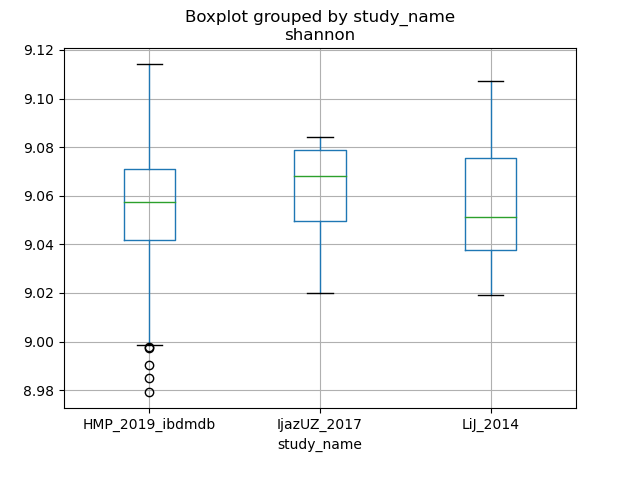 Boxplot grouped by study_name
shannon
9.12
9.10
9.08
9.06
9.04
9.02
9.00
8.98
HMP_2019_ibdmdb IjazUZ_2017 LiJ_2014
study_name